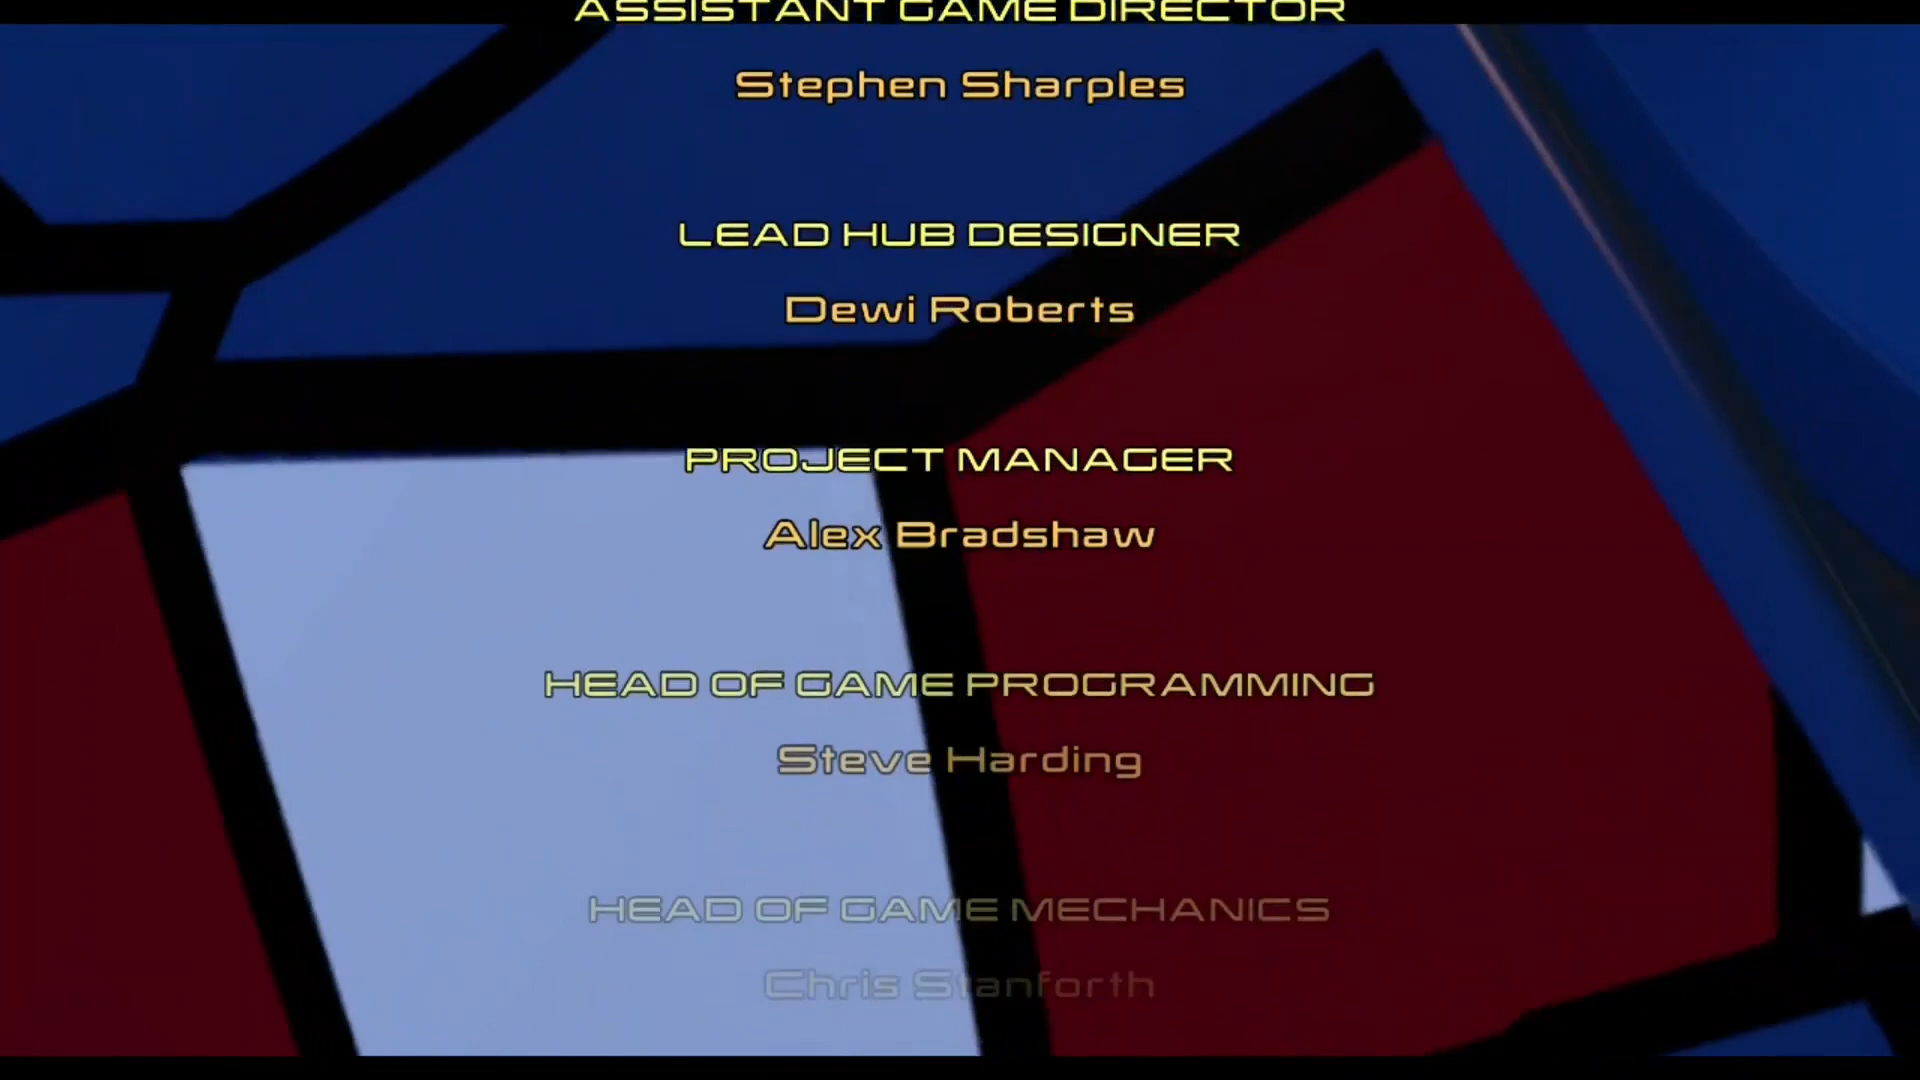 ASSISTANT GAME DIRECTOR
Stephen Sharples
LEAD HUB DESIGNER
Dewi Roberts
PROJECT MANAGER
Alex Bradshaw
HEAD OF GAME PROGRAMMING
Steve Harding
HEAD OF GAME MECHANICS
Chris Stanforth